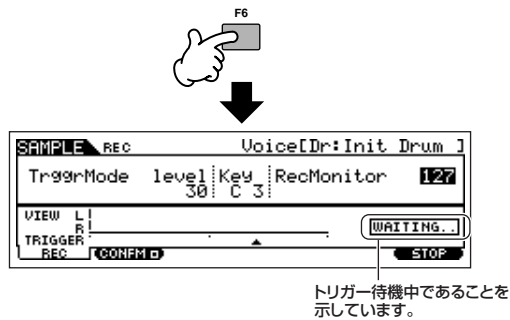 F6
SAMPLE REC Voice[Dr:Init Drum ]
TrggrMode level Key RecMonitor 127
30 C 3
VIEW L
R WAITING..
TRIGGER
REC CONFM STOP
トリガー待機中であることを
示しています。